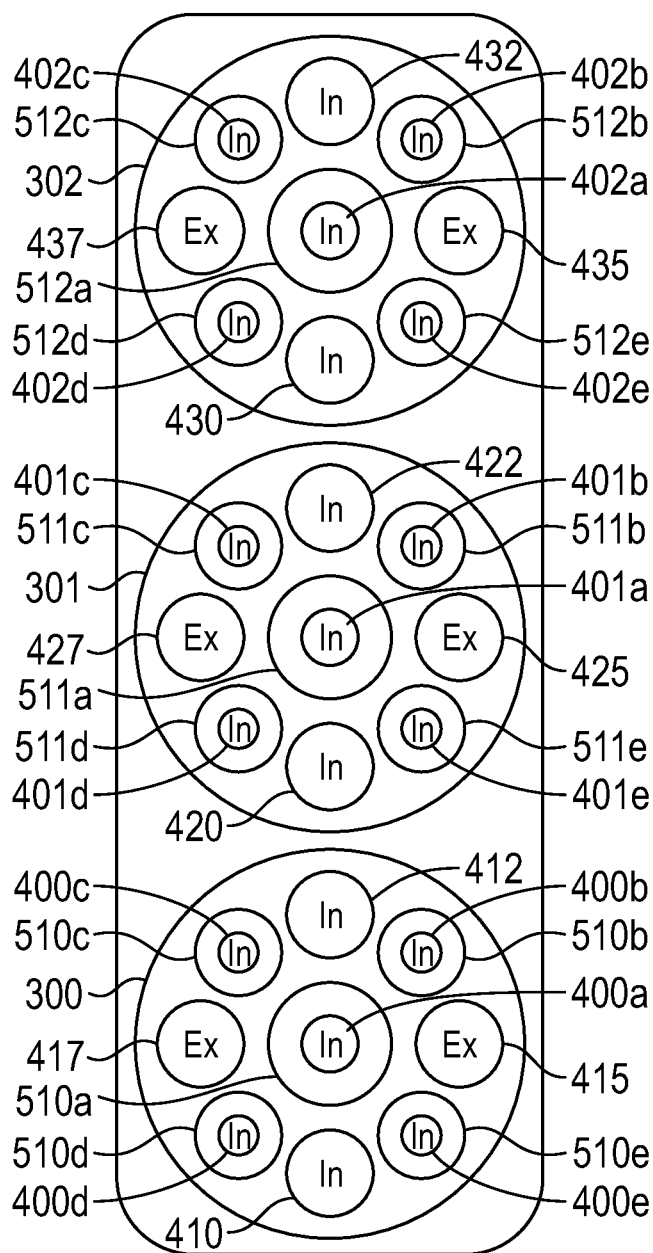 432
402c In 402b
512c In In 512b
302 402a
437 Ex In Ex 435
512a
512d In In 512e
402d In 402e
430
422
401c In 401b
511c In In 511b
301 401a
427 Ex In Ex 425
511a
511d In In 511e
401d In 401e
420
412
400c In 400b
510c In In 510b
300 400a
417 Ex In Ex 415
510a
510d In In 510e
400d In 400e
410